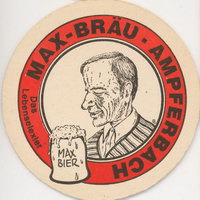 MAX-BRÄU · AMPFERBACH
Das
Lebenselexier
MAX
BIER